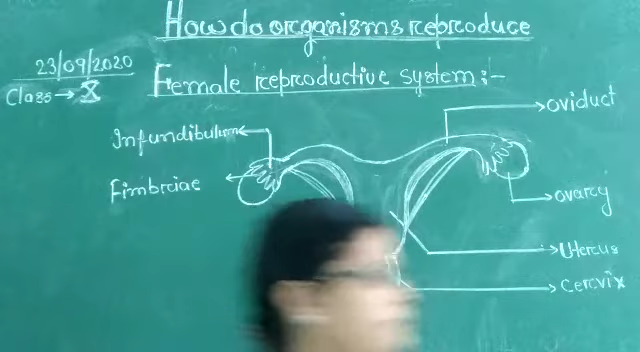 How do organisms reproduce
23/09/2020
Class → X
Female reproductive system :-
oviduct
Infundibulum
Fimbriae
ovary
Uterus
Cervix